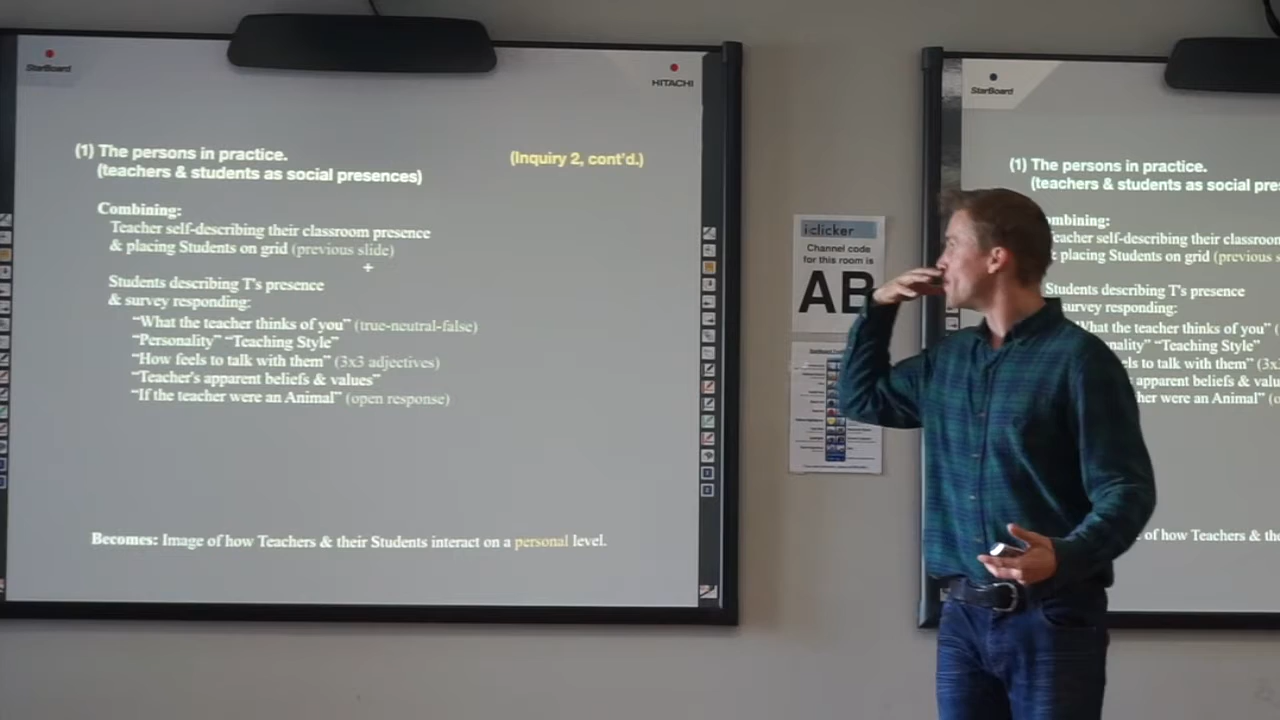 StarBoard
HITACHI
(1) The persons in practice.
(Inquiry 2, cont'd.)
(teachers & students as social presences)
Combining:
Teacher self-describing their classroom presence
& placing Students on grid (previous slide)
+
Students describing T's presence
& survey responding:
“What the teacher thinks of you” (true-neutral-false)
“Personality” “Teaching Style”
“How feels to talk with them” (3x3 adjectives)
“Teacher's apparent beliefs & values”
“If the teacher were an Animal” (open response)
Becomes: Image of how Teachers & their Students interact on a personal level.
iclicker
Channel code
for this room is
AB
StarBoard
(1) The persons in practice.
(teachers & students as social pre
ombining:
eacher self-describing their classroom
placing Students on grid (previous s
Students describing T's presence
survey responding:
What the teacher thinks of you” (
nality” “Teaching Style”
els to talk with them” (3x
apparent beliefs & valu
her were an Animal” (o
of how Teachers & the